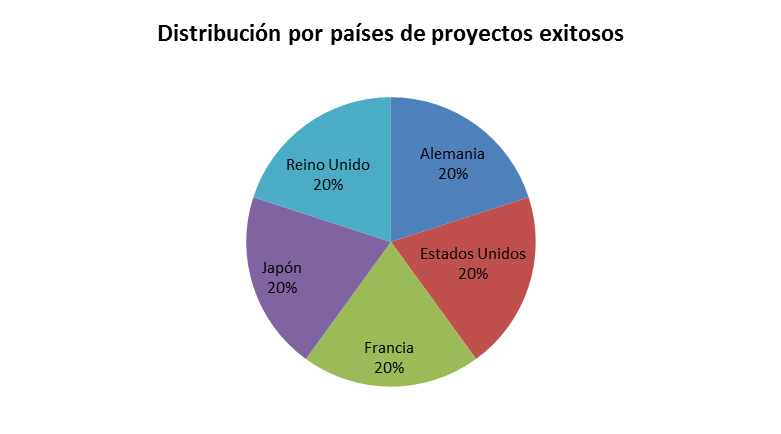 Distribución por países de proyectos exitosos
Alemania
20%
Estados Unidos
20%
Francia
20%
Japón
20%
Reino Unido
20%